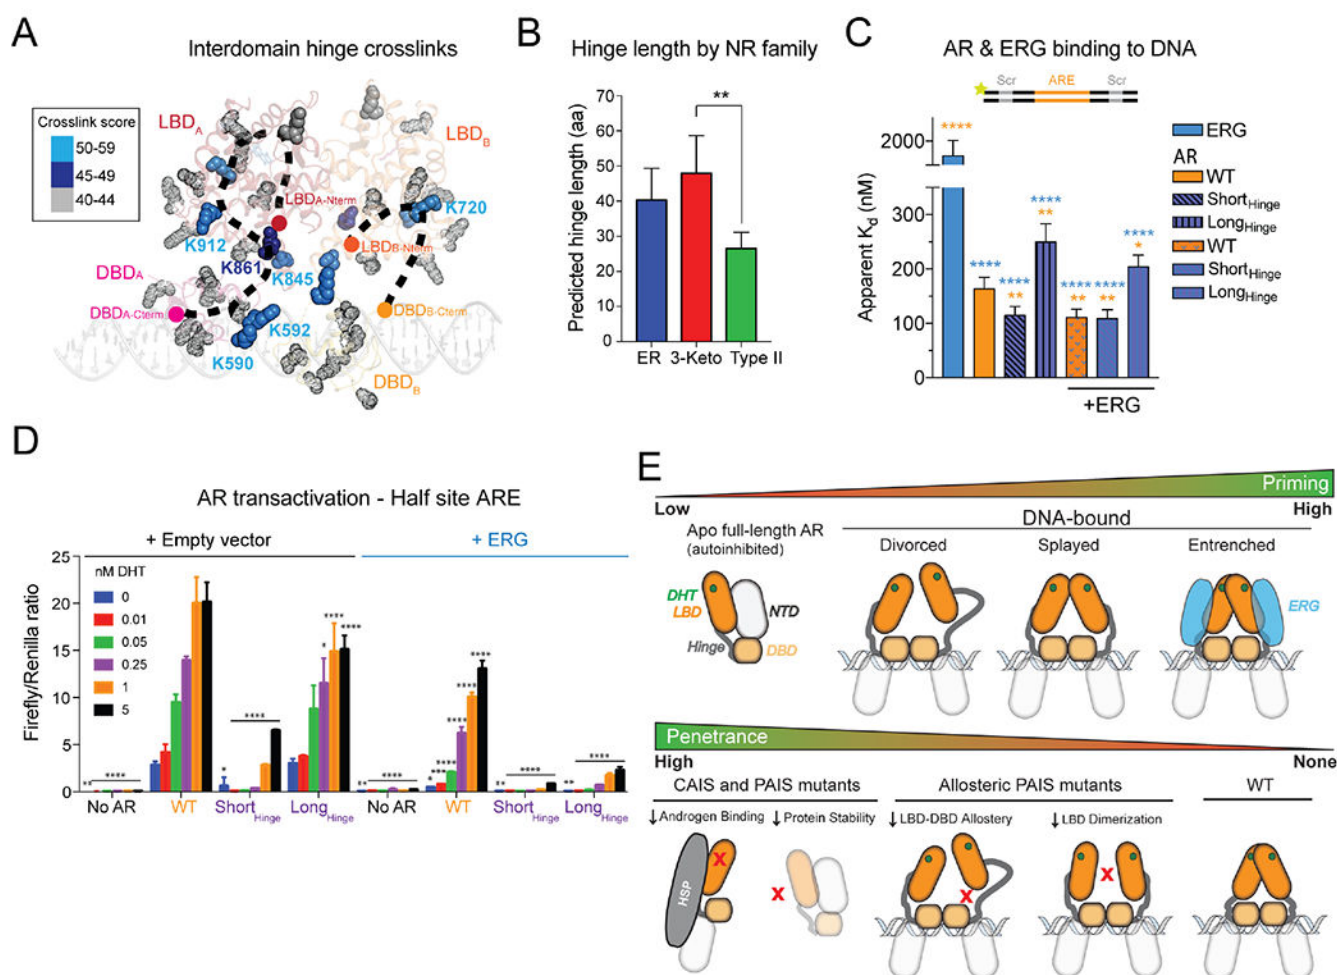 A
Interdomain hinge crosslinks
Crosslink score
50-59
45-49
40-44
LBDA
LBDB
LBDA-Nterm
K720
K912
LBDB-Nterm
K861
K845
DBDA
DBDA-Cterm
DBDB-Cterm
K592
K590
DBDB
B
Hinge length by NR family
Predicted hinge length (aa)
70
60
50
40
30
20
10
0
**
ER 3-Keto Type II
C
AR & ERG binding to DNA
Scr ARE Scr
Apparent Kd (nM)
2000
300
200
100
0
****
****
****
**
****
**
****
**
****
**
****
*
+ERG
ERG
AR
WT
ShortHinge
LongHinge
WT
ShortHinge
LongHinge
D
AR transactivation - Half site ARE
+ Empty vector + ERG
Firefly/Renilla ratio
25
20
15
10
5
0
nM DHT
0
0.01
0.05
0.25
1
5
** ****
* ****
* **** ****
** ****
* *** **** **** **** ****
** ****
** ****
No AR WT ShortHinge LongHinge No AR WT ShortHinge LongHinge
E
Priming
Low High
Apo full-length AR
(autoinhibited)
DNA-bound
Divorced Splayed Entrenched
DHT
LBD
NTD
Hinge
DBD
ERG
Penetrance
High None
CAIS and PAIS mutants Allosteric PAIS mutants WT
↓Androgen Binding ↓Protein Stability ↓LBD-DBD Allostery ↓LBD Dimerization
HSP
X
X
X
X